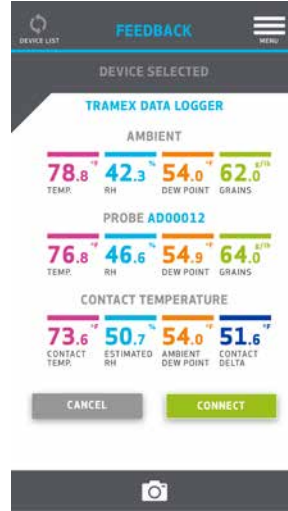 DEVICE LIST FEEDBACK MENU
DEVICE SELECTED
TRAMEX DATA LOGGER
AMBIENT
78.8 °F 42.3 % 54.0 °F 62.0 g/lb
TEMP. RH DEW POINT GRAINS
PROBE AD00012
76.8 °F 46.6 % 54.9 °F 64.0 g/lb
TEMP. RH DEW POINT GRAINS
CONTACT TEMPERATURE
73.6 °F 50.7 % 54.0 °F 51.6 °F
CONTACT ESTIMATED AMBIENT CONTACT
TEMP. RH DEW POINT DELTA
CANCEL CONNECT